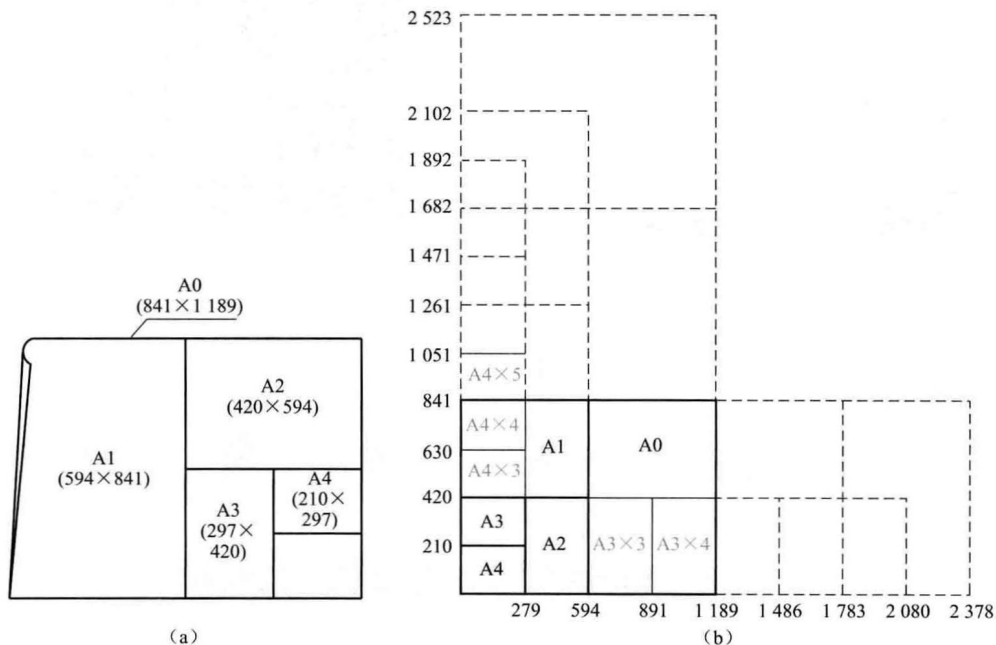 A0
(841×1 189)
A1
(594×841)
A2
(420×594)
A3
(297×
420)
A4
(210×
297)
(a)
2 523
2 102
1 892
1 682
1 471
1 261
1 051
841
630
420
210
A4×5
A4×4
A4×3
A1
A0
A3
A4
A2
A3×3
A3×4
279
594
891
1 189
1 486
1 783
2 080
2 378
(b)